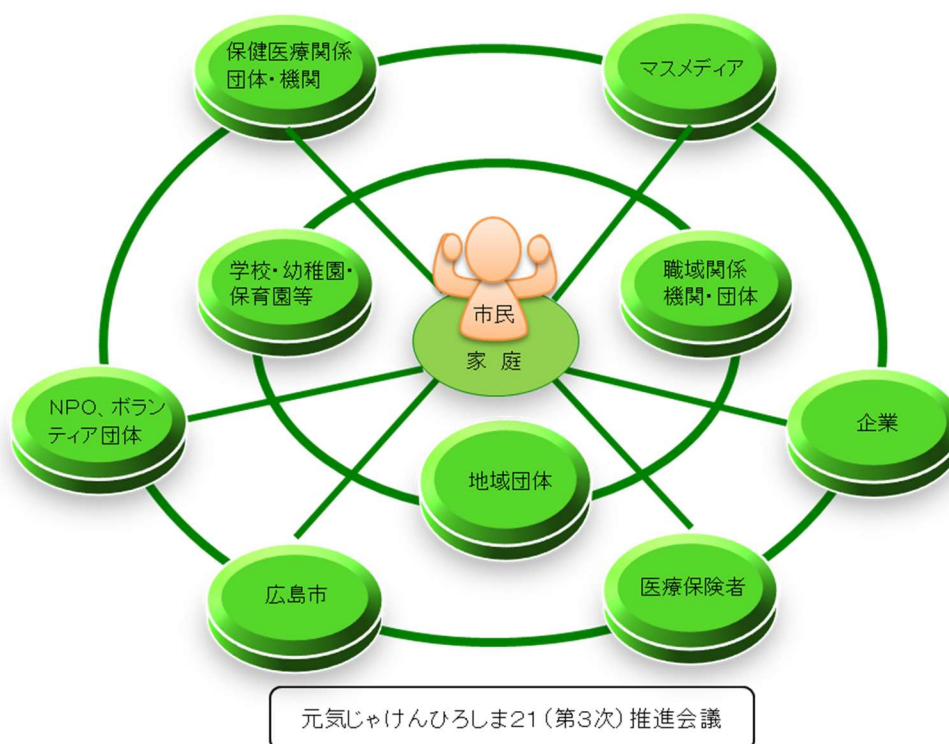 保健医療関係
団体・機関
マスメディア
学校・幼稚園・
保育園等
職域関係
機関・団体
市民
家 庭
NPO、ボラン
ティア団体
企業
地域団体
広島市
医療保険者
元気じゃけんひろしま21(第3次)推進会議